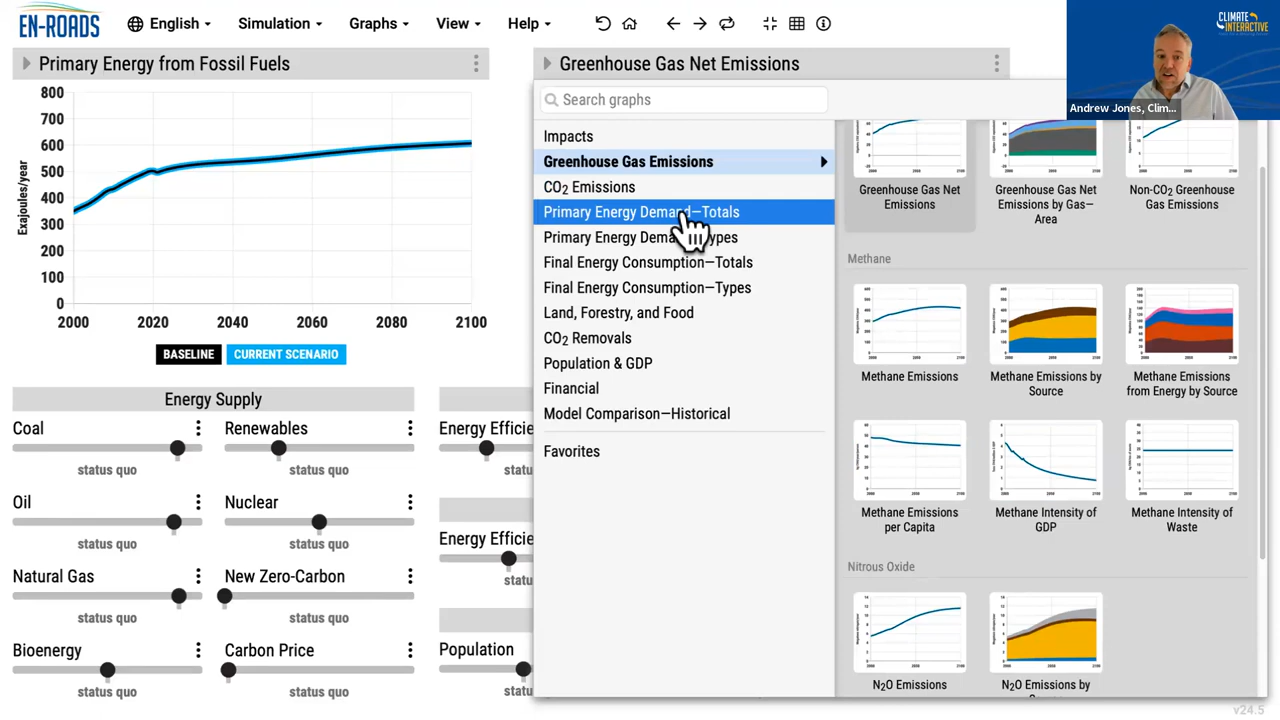 EN-ROADS
English
Simulation
Graphs
View
Help
CLIMATE
INTERACTIVE
Andrew Jones, Clim...
Primary Energy from Fossil Fuels
800
700
600
500
400
300
200
100
0
Exajoules/year
2000
2020
2040
2060
2080
2100
BASELINE
CURRENT SCENARIO
Energy Supply
Coal
Renewables
status quo
status quo
Oil
Nuclear
status quo
status quo
Natural Gas
New Zero-Carbon
status quo
status quo
Bioenergy
Carbon Price
status quo
status quo
Energy Efficie
statu
Energy Efficie
statu
Population
statu
Greenhouse Gas Net Emissions
Search graphs
Impacts
Greenhouse Gas Emissions
CO2 Emissions
Primary Energy Demand—Totals
Primary Energy Dema Types
Final Energy Consumption—Totals
Final Energy Consumption—Types
Land, Forestry, and Food
CO2 Removals
Population & GDP
Financial
Model Comparison—Historical
Favorites
Greenhouse Gas Net
Emissions
Greenhouse Gas Net
Emissions by Gas—
Area
Non-CO2 Greenhouse
Gas Emissions
Methane
Methane Emissions
Methane Emissions by
Source
Methane Emissions
from Energy by Source
Methane Emissions
per Capita
Methane Intensity of
GDP
Methane Intensity of
Waste
Nitrous Oxide
N2O Emissions
N2O Emissions by
v24.5